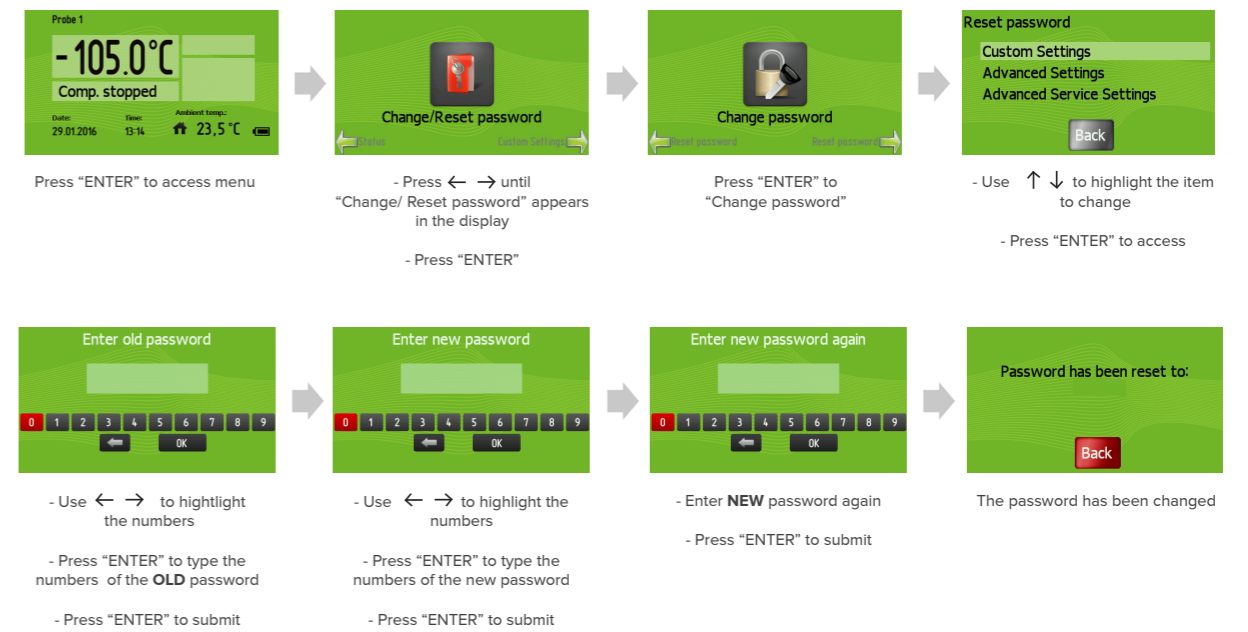 Probe 1
- 105.0°C
Comp. stopped
Date:
Time:
Ambient temp.:
29.01.2016
13:14
23,5 °C
Press “ENTER” to access menu
Change/Reset password
Status
Custom Settings
- Press ← → until
“Change/ Reset password” appears
in the display
- Press “ENTER”
Change password
Reset password
Reset password
Press “ENTER” to
“Change password”
Reset password
Custom Settings
Advanced Settings
Advanced Service Settings
Back
- Use ↑ ↓ to highlight the item
to change
- Press “ENTER” to access
Enter old password
0 1 2 3 4 5 6 7 8 9
OK
- Use ← → to hightlight
the numbers
- Press “ENTER” to type the
numbers of the OLD password
- Press “ENTER” to submit
Enter new password
0 1 2 3 4 5 6 7 8 9
OK
- Use ← → to highlight the
numbers
- Press “ENTER” to type the
numbers of the new password
- Press “ENTER” to submit
Enter new password again
0 1 2 3 4 5 6 7 8 9
OK
- Enter NEW password again
- Press “ENTER” to submit
Password has been reset to:
Back
The password has been changed